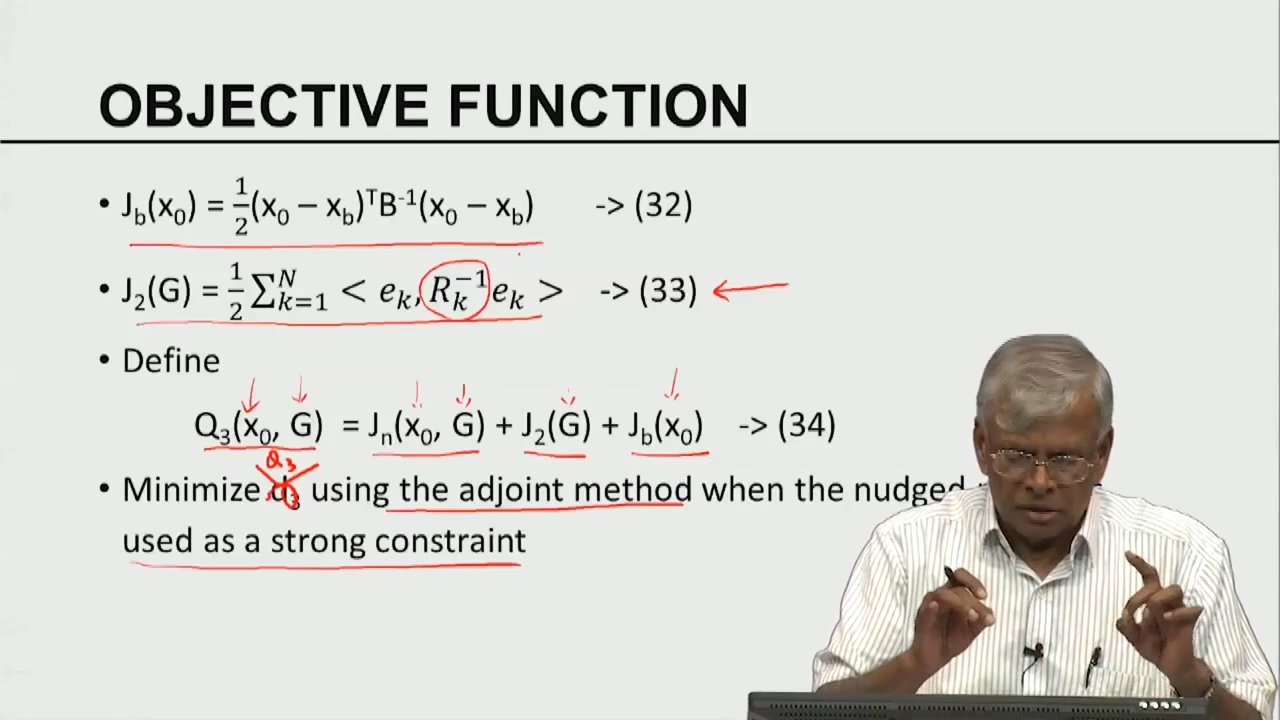 OBJECTIVE FUNCTION
• J_b(x_0) = 1/2 (x_0 – x_b)^T B^-1 (x_0 – x_b) -> (32)
• J_2(G) = 1/2 ∑_{k=1}^{N} < e_k, R_k^{-1} e_k > -> (33)
• Define
Q_3(x_0, G) = J_n(x_0, G) + J_2(G) + J_b(x_0) -> (34)
Q_3
• Minimize using the adjoint method when the nudged
used as a strong constraint